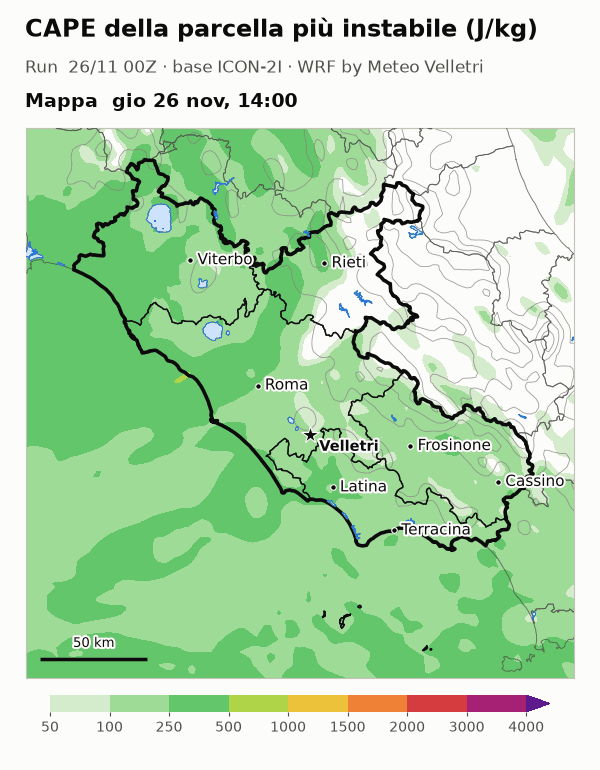 CAPE della parcella più instabile (J/kg)
Run  26/11 00Z · base ICON-2I · WRF by Meteo Velletri
Mappa  gio 26 nov, 14:00
Viterbo
Rieti
Roma
Velletri
Frosinone
Cassino
Latina
Terracina
50 km
50 100 250 500 1000 1500 2000 3000 4000